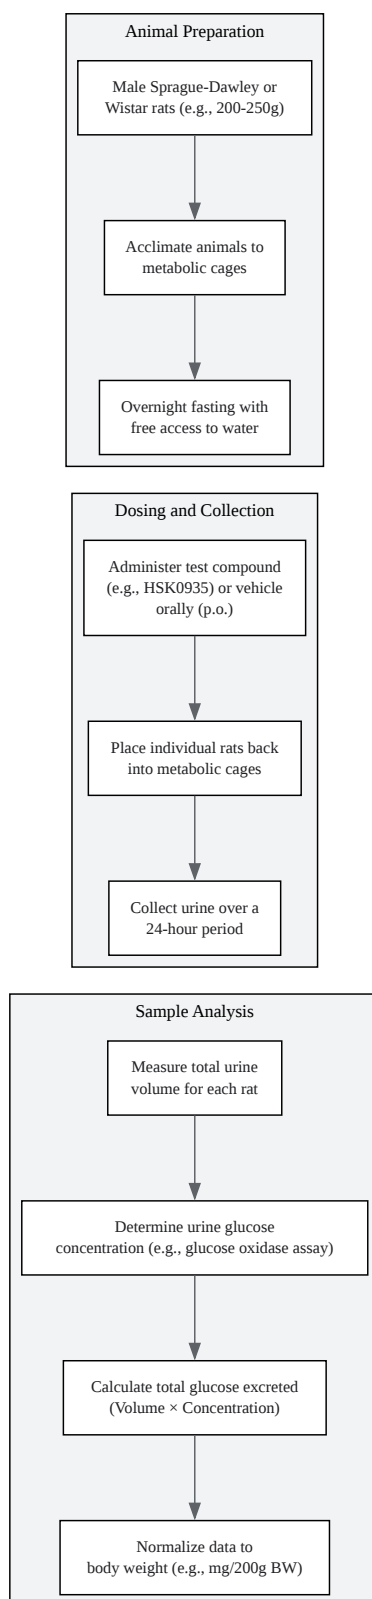 Animal Preparation
Male Sprague-Dawley or
Wistar rats (e.g., 200-250g)
Acclimate animals to
metabolic cages
Overnight fasting with
free access to water
Dosing and Collection
Administer test compound
(e.g., HSK0935) or vehicle
orally (p.o.)
Place individual rats back
into metabolic cages
Collect urine over a
24-hour period
Sample Analysis
Measure total urine
volume for each rat
Determine urine glucose
concentration (e.g., glucose oxidase assay)
Calculate total glucose excreted
(Volume × Concentration)
Normalize data to
body weight (e.g., mg/200g BW)